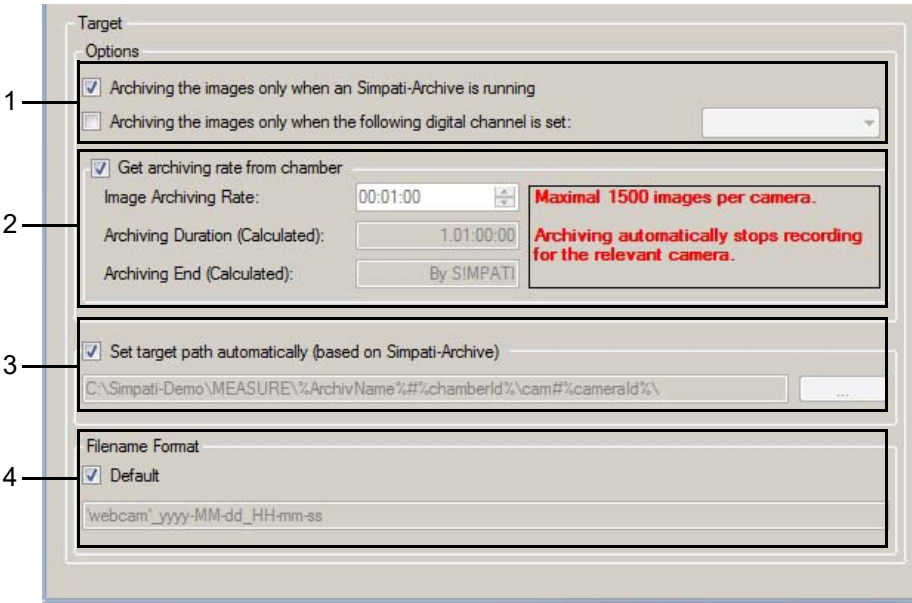 Target
Options
1
Archiving the images only when an Simpati-Archive is running
Archiving the images only when the following digital channel is set:
2
Get archiving rate from chamber
Image Archiving Rate: 00:01:00
Archiving Duration (Calculated): 1.01:00:00
Archiving End (Calculated): By S!MPATI
Maximal 1500 images per camera.
Archiving automatically stops recording
for the relevant camera.
3
Set target path automatically (based on Simpati-Archive)
C:\Simpati-Demo\MEASURE\%ArchivName%#%chamberId%\cam#%cameraId%\
...
4
Filename Format
Default
'webcam'_yyyy-MM-dd_HH-mm-ss